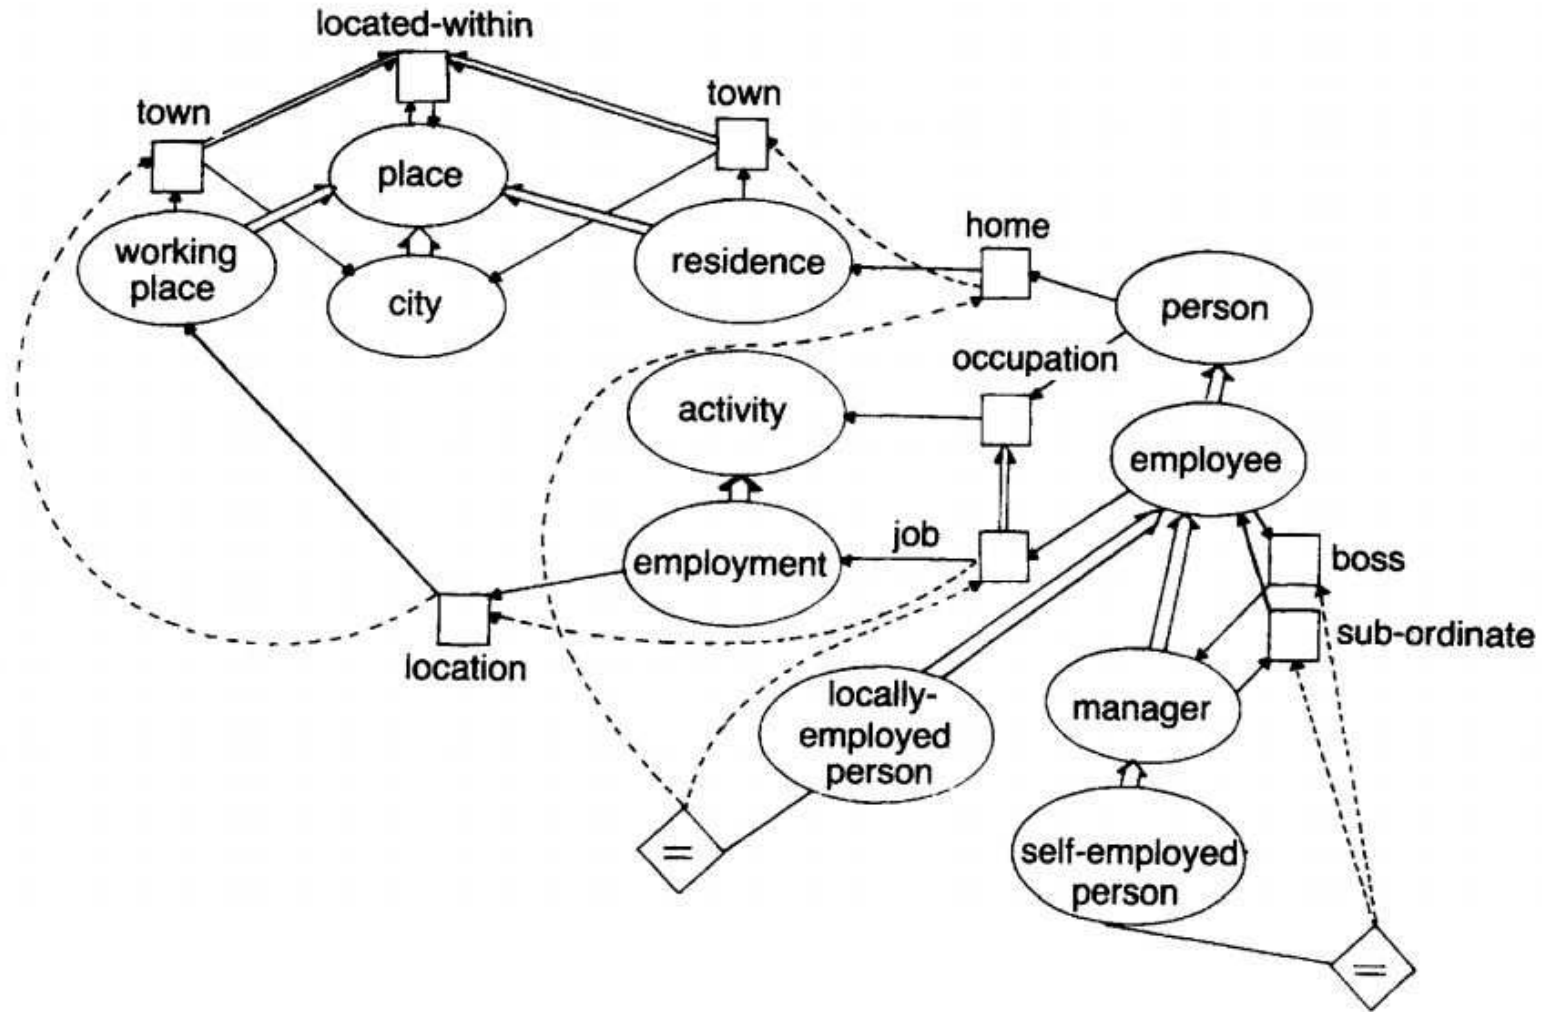 located-within
town
town
place
working
place
city
residence
home
person
occupation
activity
employee
job
employment
boss
sub-ordinate
location
locally-
employed
person
manager
=
self-employed
person
=